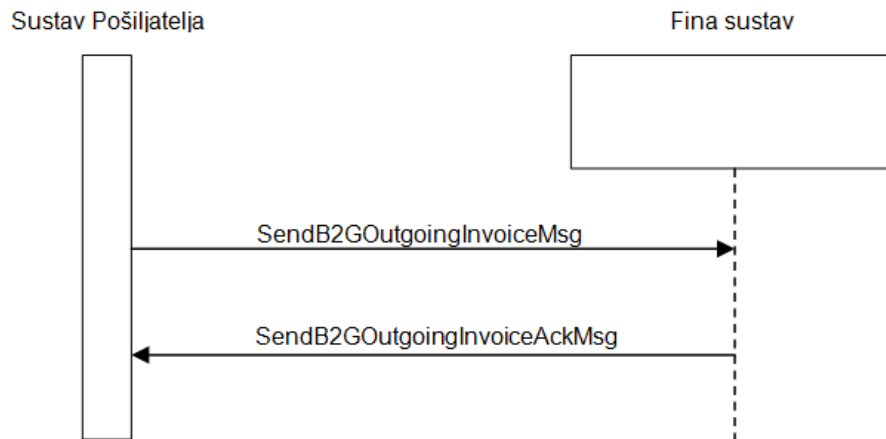 Sustav Pošiljatelja
Fina sustav
SendB2GOutgoingInvoiceMsg
SendB2GOutgoingInvoiceAckMsg